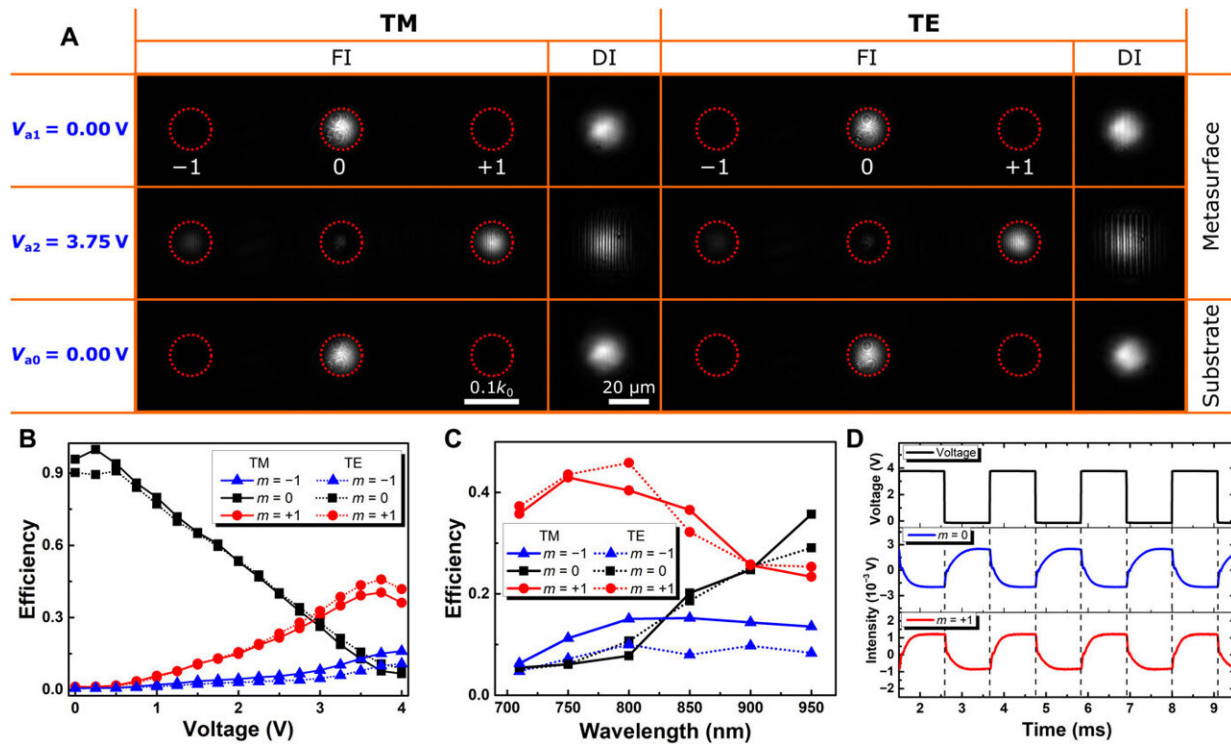 A
TM
TE
FI
DI
FI
DI
Va1 = 0.00 V
−1
0
+1
−1
0
+1
Metasurface
Va2 = 3.75 V
Va0 = 0.00 V
0.1k0
20 μm
Substrate
B
0.9
0.6
0.3
0.0
Efficiency
TM TE
m = −1 m = −1
m = 0 m = 0
m = +1 m = +1
0 1 2 3 4
Voltage (V)
C
0.4
0.2
0.0
Efficiency
TM TE
m = −1 m = −1
m = 0 m = 0
m = +1 m = +1
700 750 800 850 900 950
Wavelength (nm)
D
Voltage
Voltage (V)
4
2
0
m = 0
3
0
−3
Intensity (10−3 V)
m = +1
2
1
0
−1
−2
2 3 4 5 6 7 8 9
Time (ms)